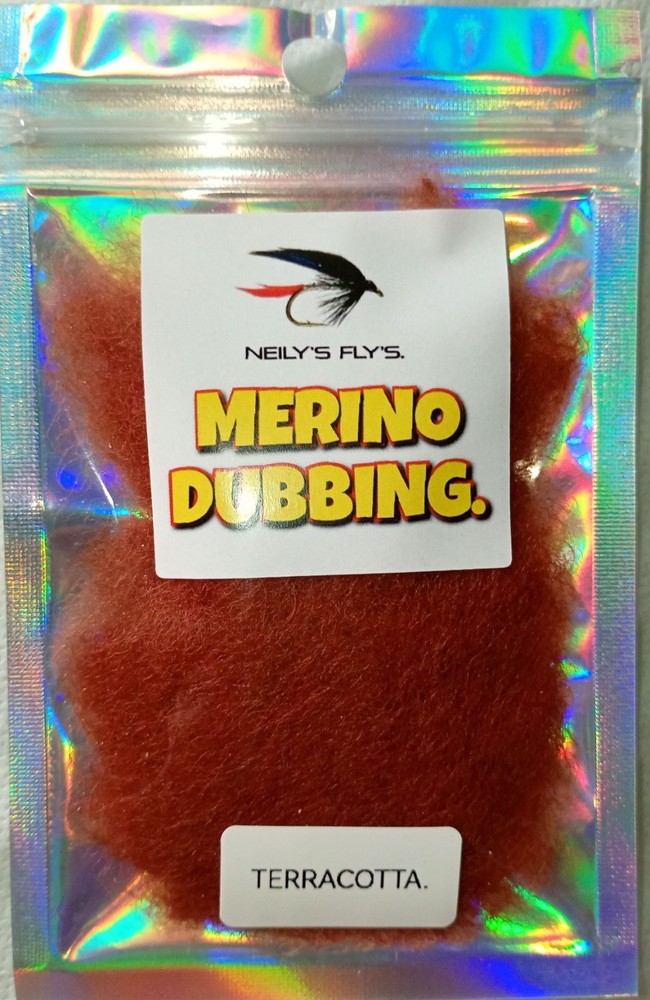 NEILY'S FLY'S.
MERINO
DUBBING.
TERRACOTTA.